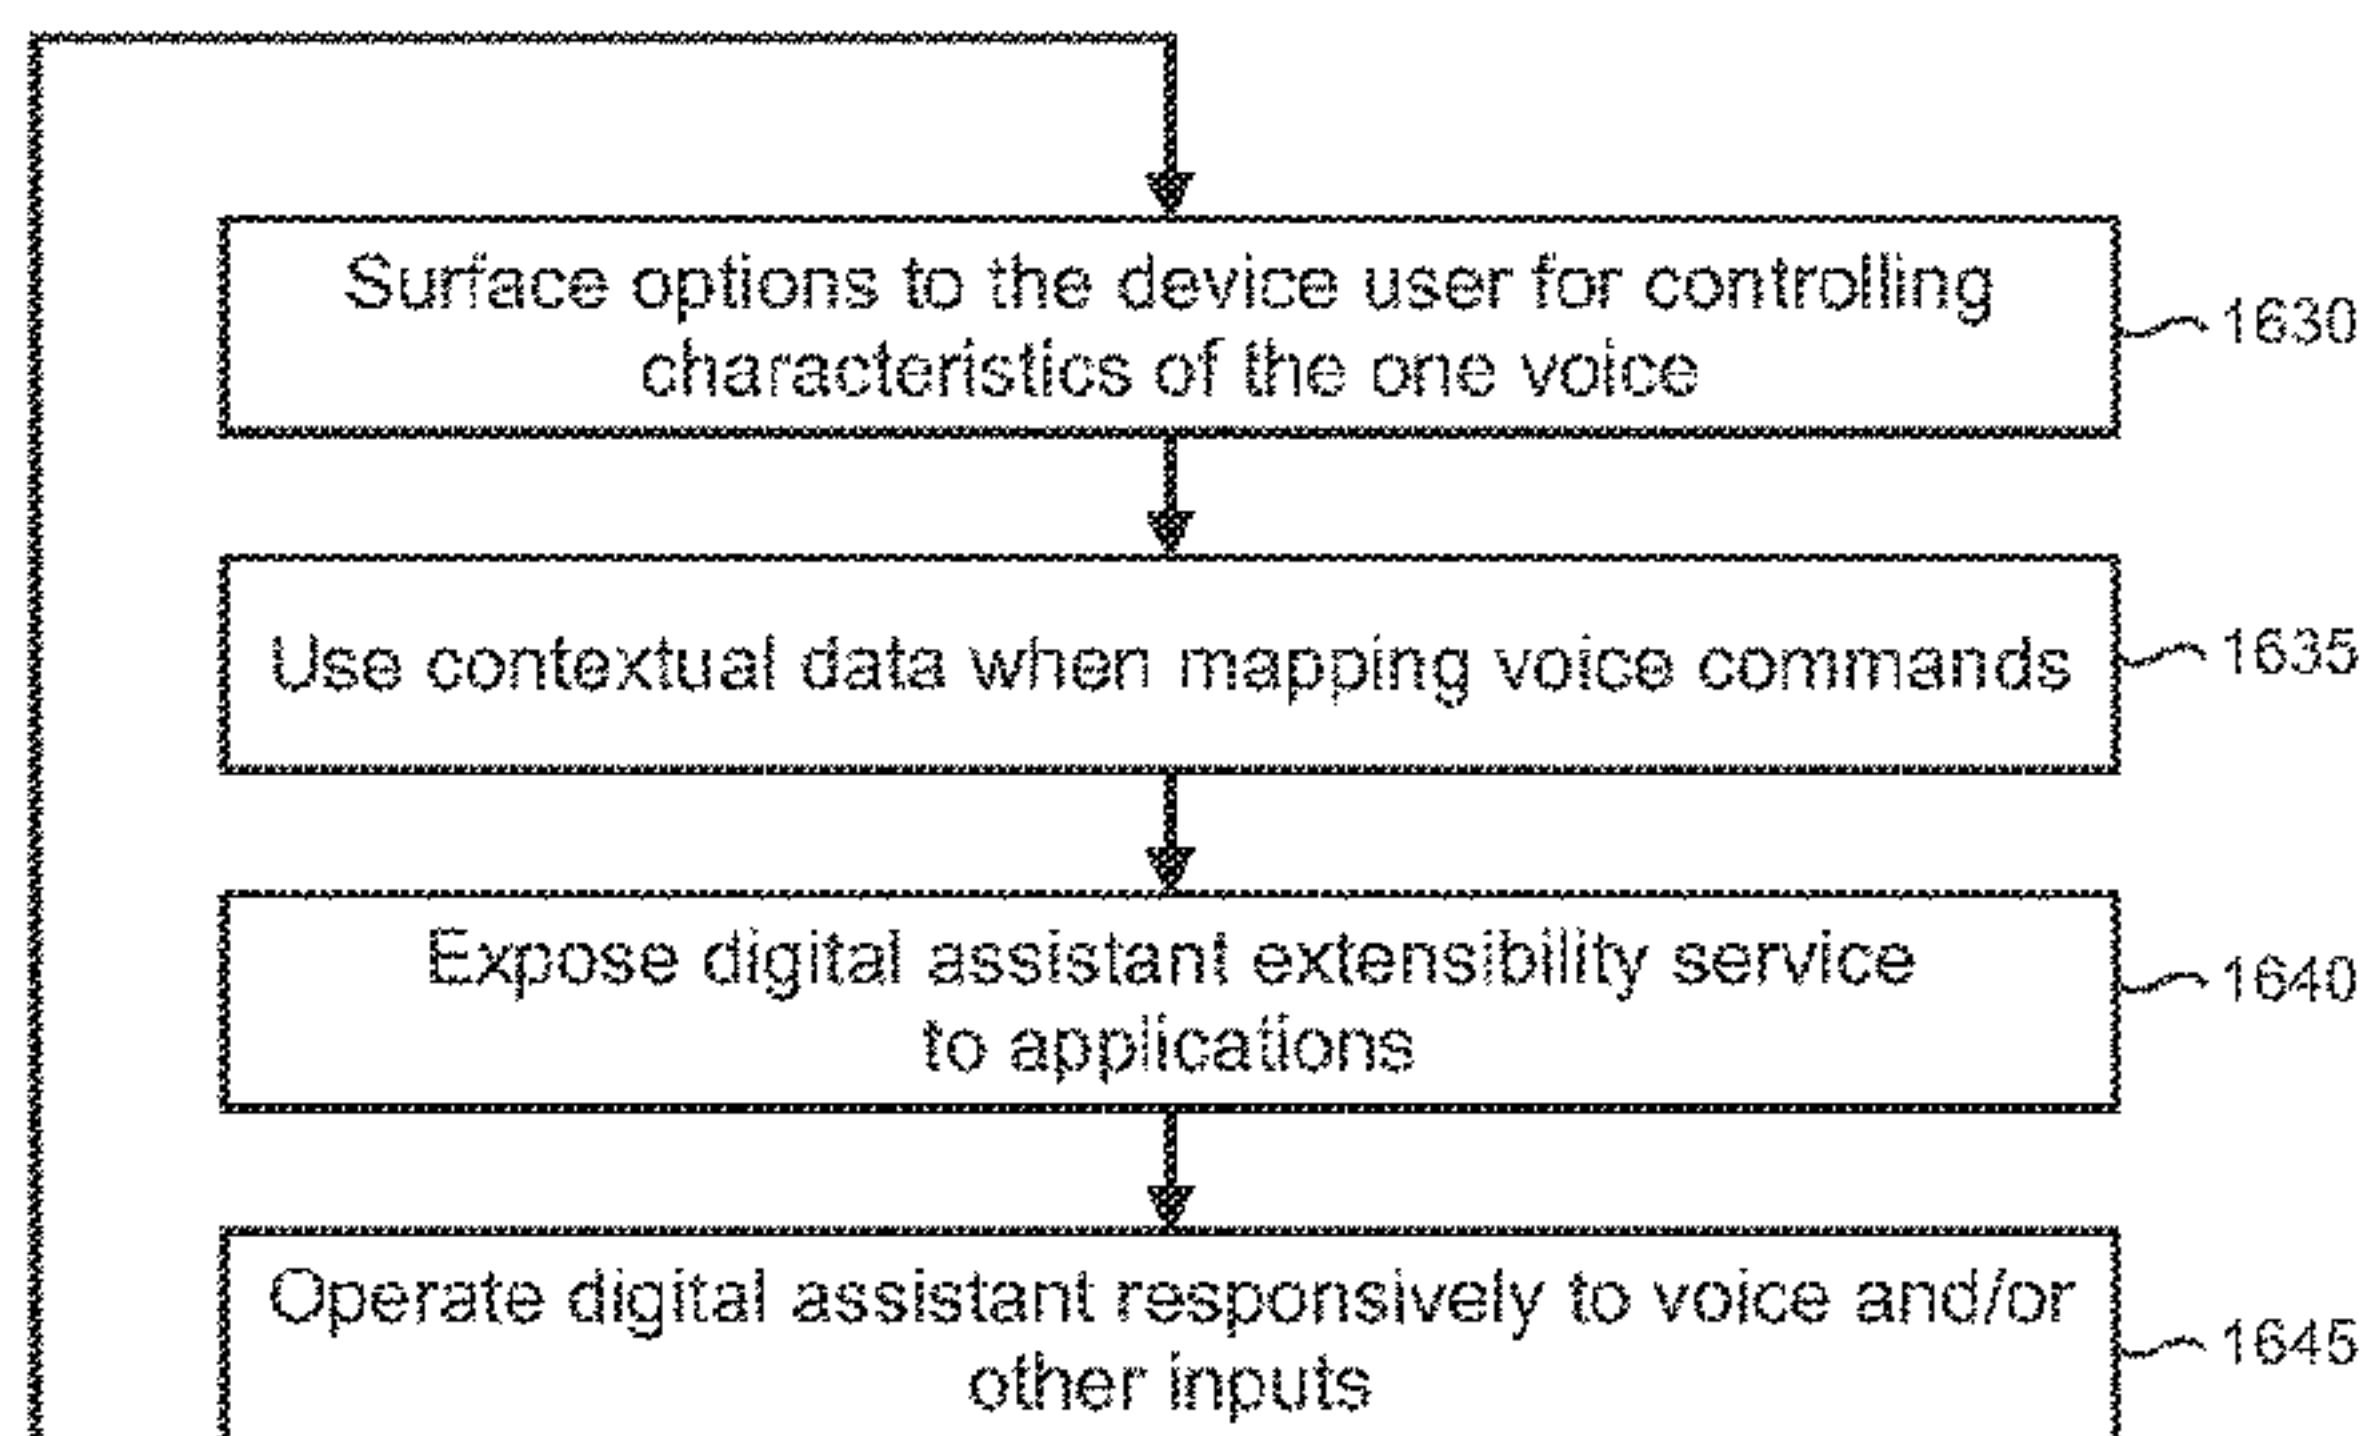 Surface options to the device user for controlling
characteristics of the one voice
1630
Use contextual data when mapping voice commands
1635
Expose digital assistant extensibility service
to applications
1640
Operate digital assistant responsively to voice and/or
other inputs
1645